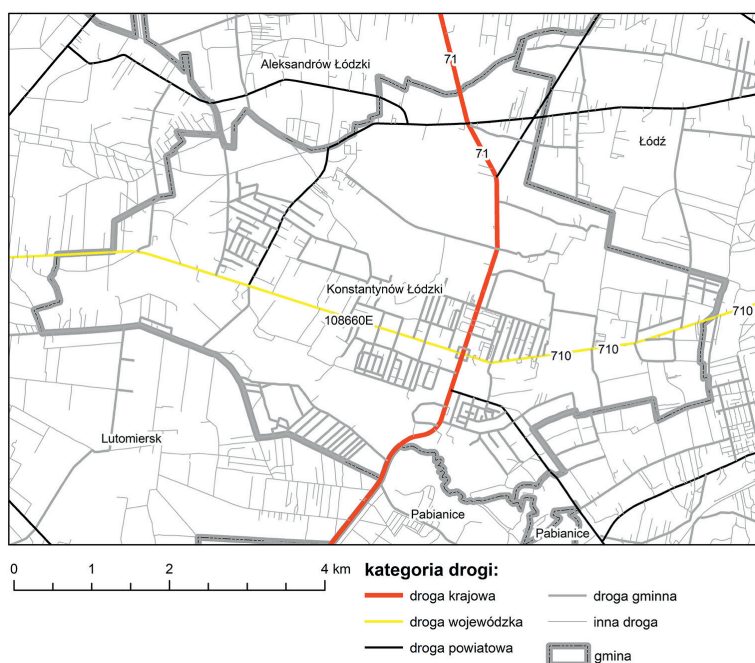 71
Aleksandrów Łódzki
Łódź
71
Konstantynów Łódzki
108660E
710
710
710
Lutomiersk
Pabianice
Pabianice
0 1 2 4 km
kategoria drogi:
droga krajowa
droga gminna
droga wojewódzka
inna droga
droga powiatowa
gmina